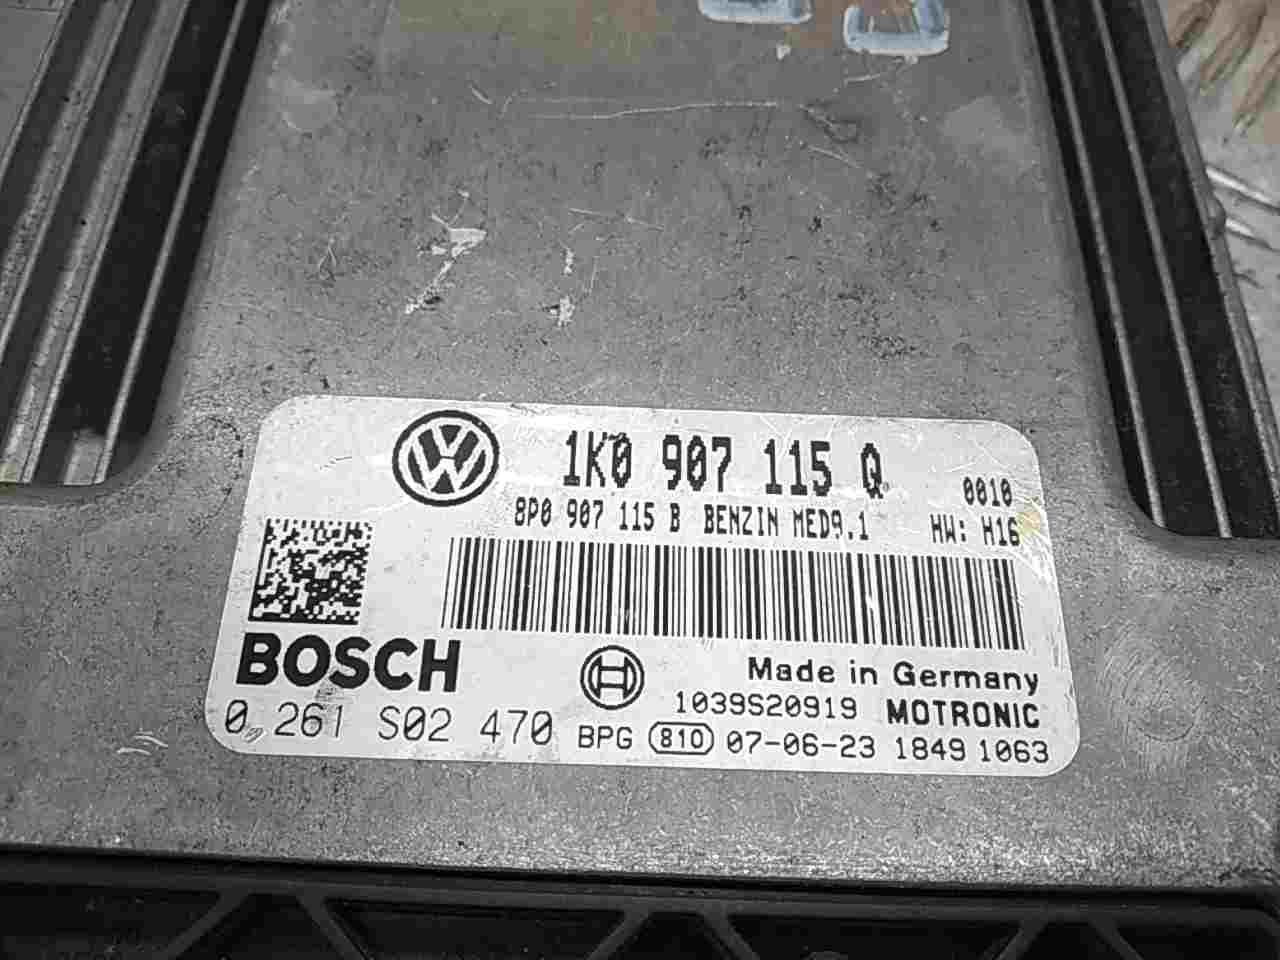 1K0 907 115 Q 0010
8P0 907 115 B BENZIN MED9.1 HW: H16
BOSCH
Made in Germany
1039S20919 MOTRONIC
0 261 S02 470 BPG 810 07-06-23 1849 1063